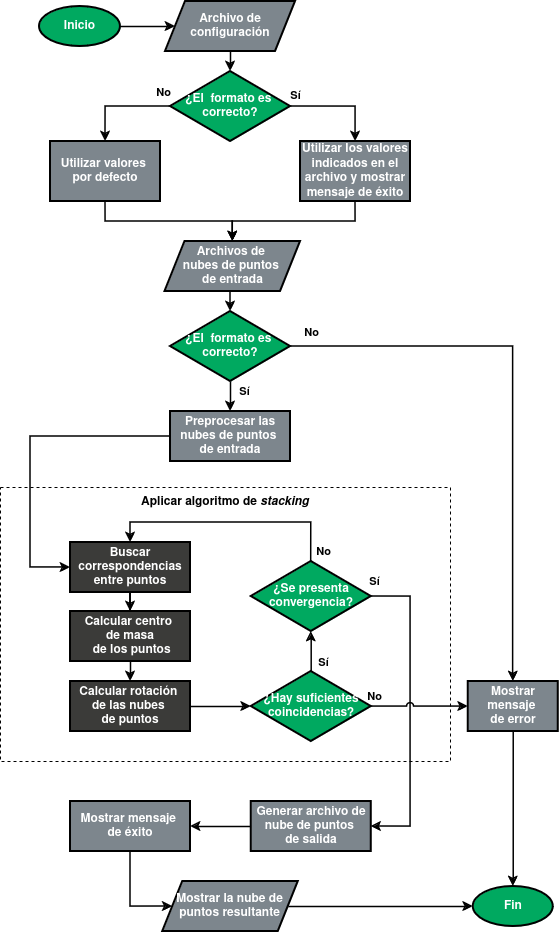 Inicio
Archivo de
configuración
¿El formato es
correcto?
No
Sí
Utilizar valores
por defecto
Utilizar los valores
indicados en el
archivo y mostrar
mensaje de éxito
Archivos de
nubes de puntos
de entrada
¿El formato es
correcto?
No
Sí
Preprocesar las
nubes de puntos
de entrada
Aplicar algoritmo de stacking
Buscar
correspondencias
entre puntos
Calcular centro
de masa
de los puntos
Calcular rotación
de las nubes
de puntos
No
¿Se presenta
convergencia?
Sí
Sí
¿Hay suficientes
coincidencias?
No
Mostrar
mensaje
de error
Generar archivo de
nube de puntos
de salida
Mostrar mensaje
de éxito
Mostrar la nube de
puntos resultante
Fin